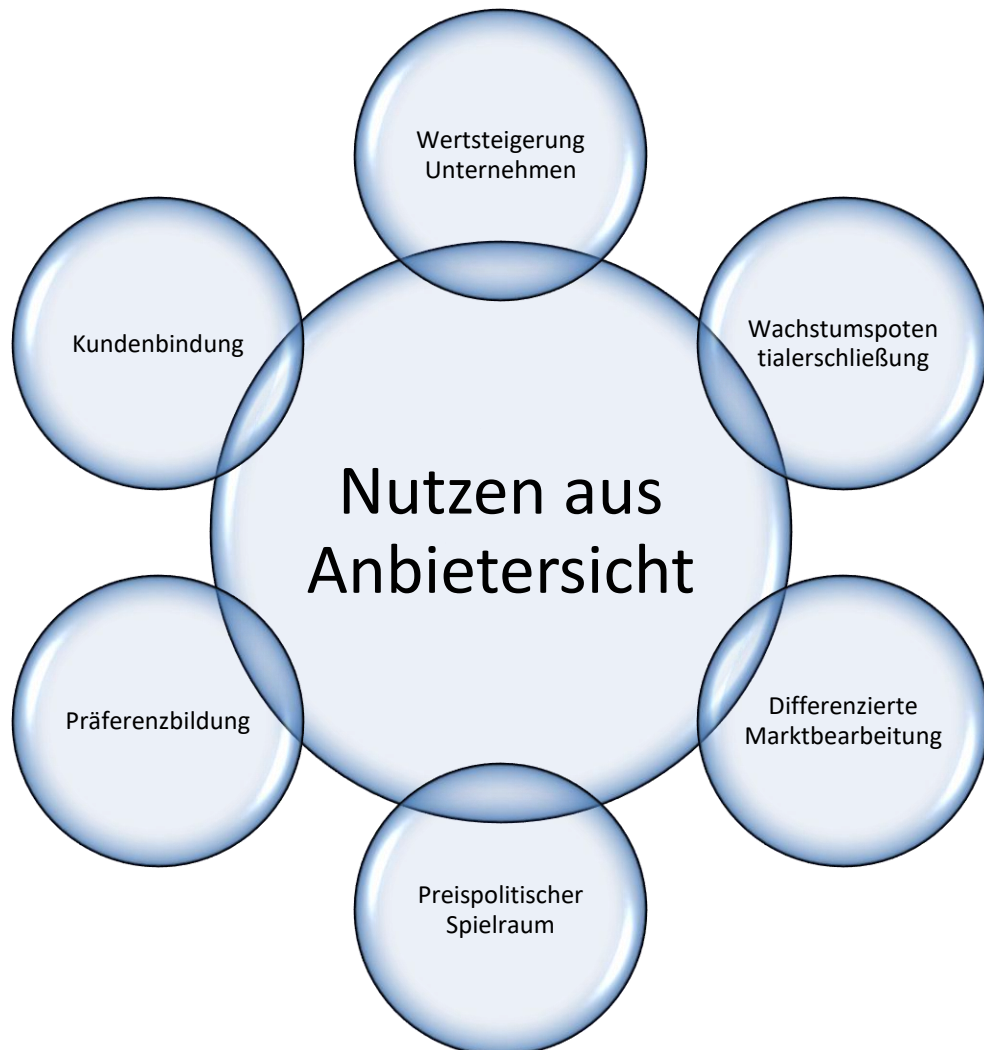 Wertsteigerung
Unternehmen
Wachstumspoten
tialerschließung
Differenzierte
Marktbearbeitung
Preispolitischer
Spielraum
Präferenzbildung
Kundenbindung
Nutzen aus
Anbietersicht